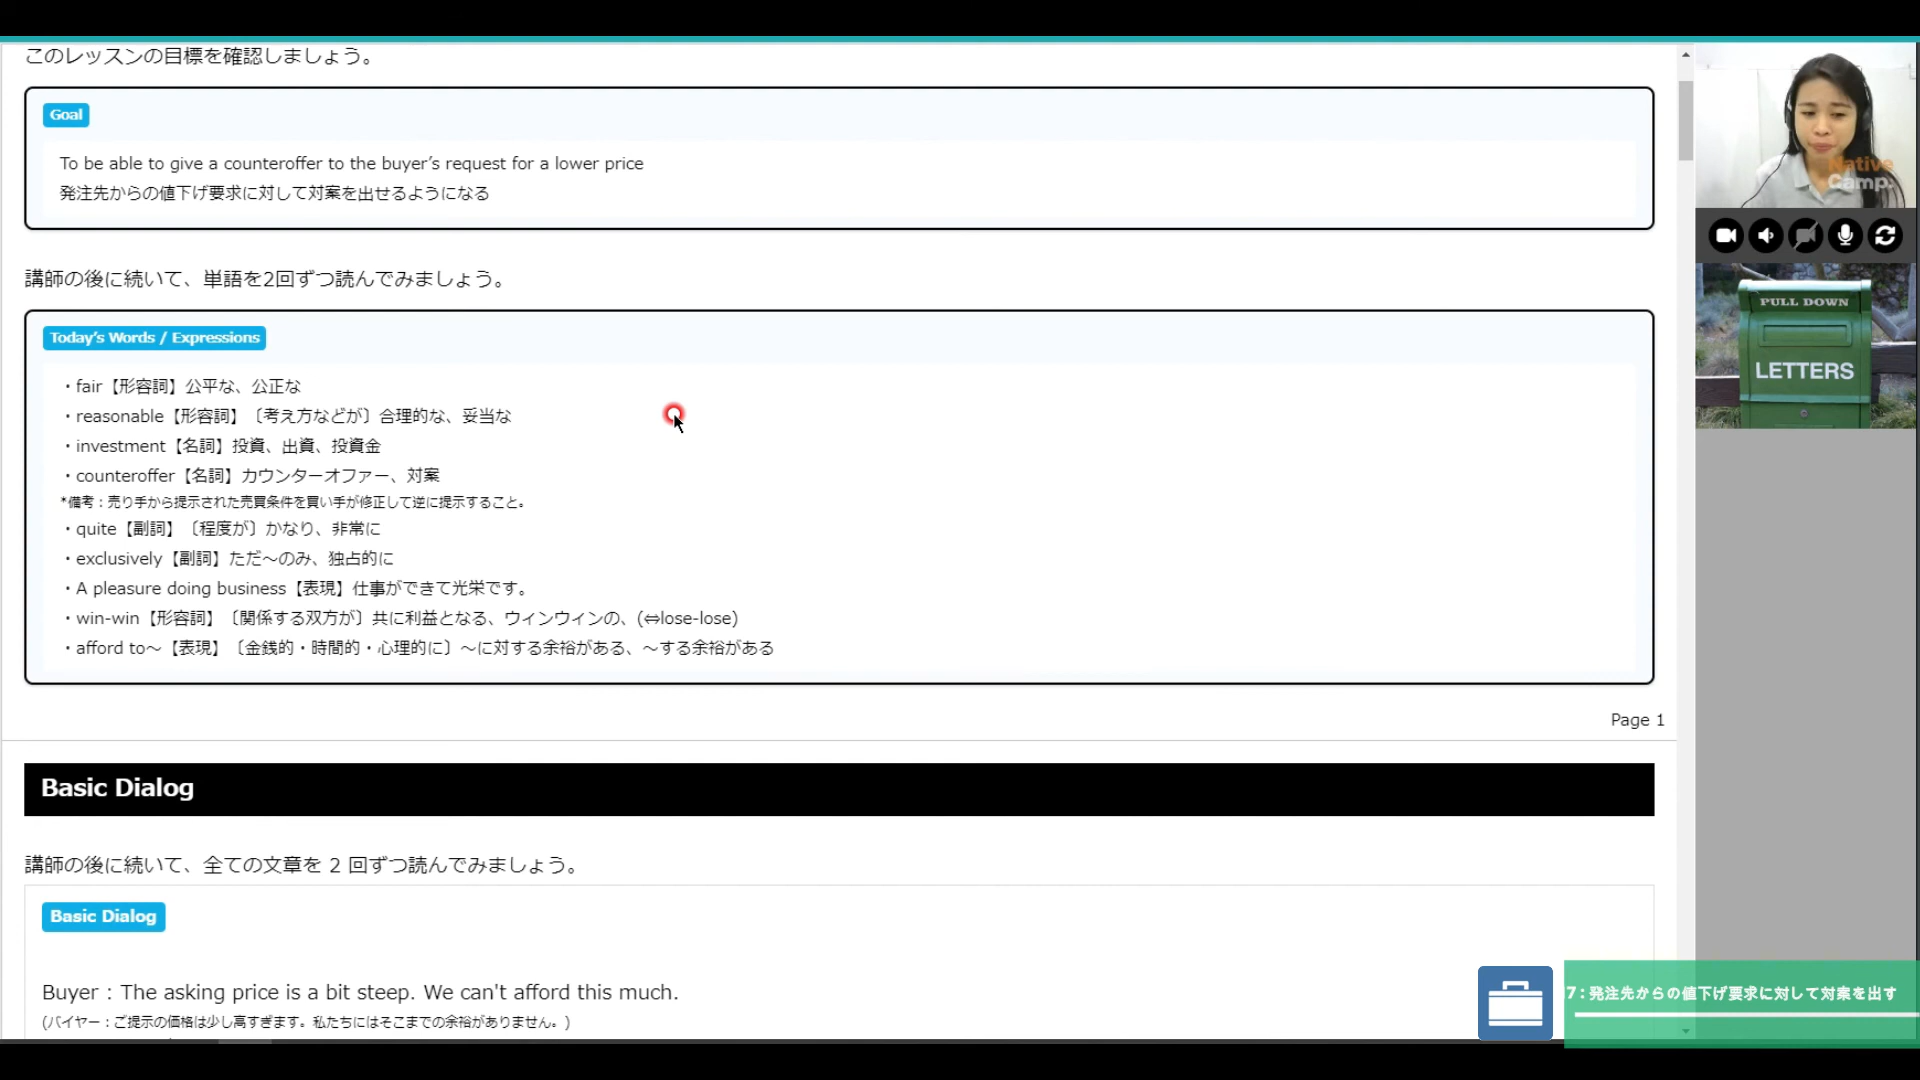 このレッスンの目標を確認しましょう。
Goal
To be able to give a counteroffer to the buyer's request for a lower price
発注先からの値下げ要求に対して対案を出せるようになる
講師の後に続いて、単語を2回ずつ読んでみましょう。
Today's Words / Expressions
・fair【形容詞】公平な、公正な
・reasonable【形容詞】〔考え方などが〕合理的な、妥当な
・investment【名詞】投資、出資、投資金
・counteroffer【名詞】カウンターオファー、対案
*備考：売り手から提示された売買条件を買い手が修正して逆に提示すること。
・quite【副詞】〔程度が〕かなり、非常に
・exclusively【副詞】ただ～のみ、独占的に
・A pleasure doing business【表現】仕事ができて光栄です。
・win-win【形容詞】〔関係する双方が〕共に利益となる、ウィンウィンの、(⇔lose-lose)
・afford to～【表現】〔金銭的・時間的・心理的に〕～に対する余裕がある、～する余裕がある
Page 1
Basic Dialog
講師の後に続いて、全ての文章を 2 回ずつ読んでみましょう。
Basic Dialog
Buyer : The asking price is a bit steep. We can't afford this much.
(バイヤー：ご提示の価格は少し高すぎます。私たちにはそこまでの余裕がありません。)
Native
Camp.
PULL DOWN
LETTERS
7：発注先からの値下げ要求に対して対案を出す